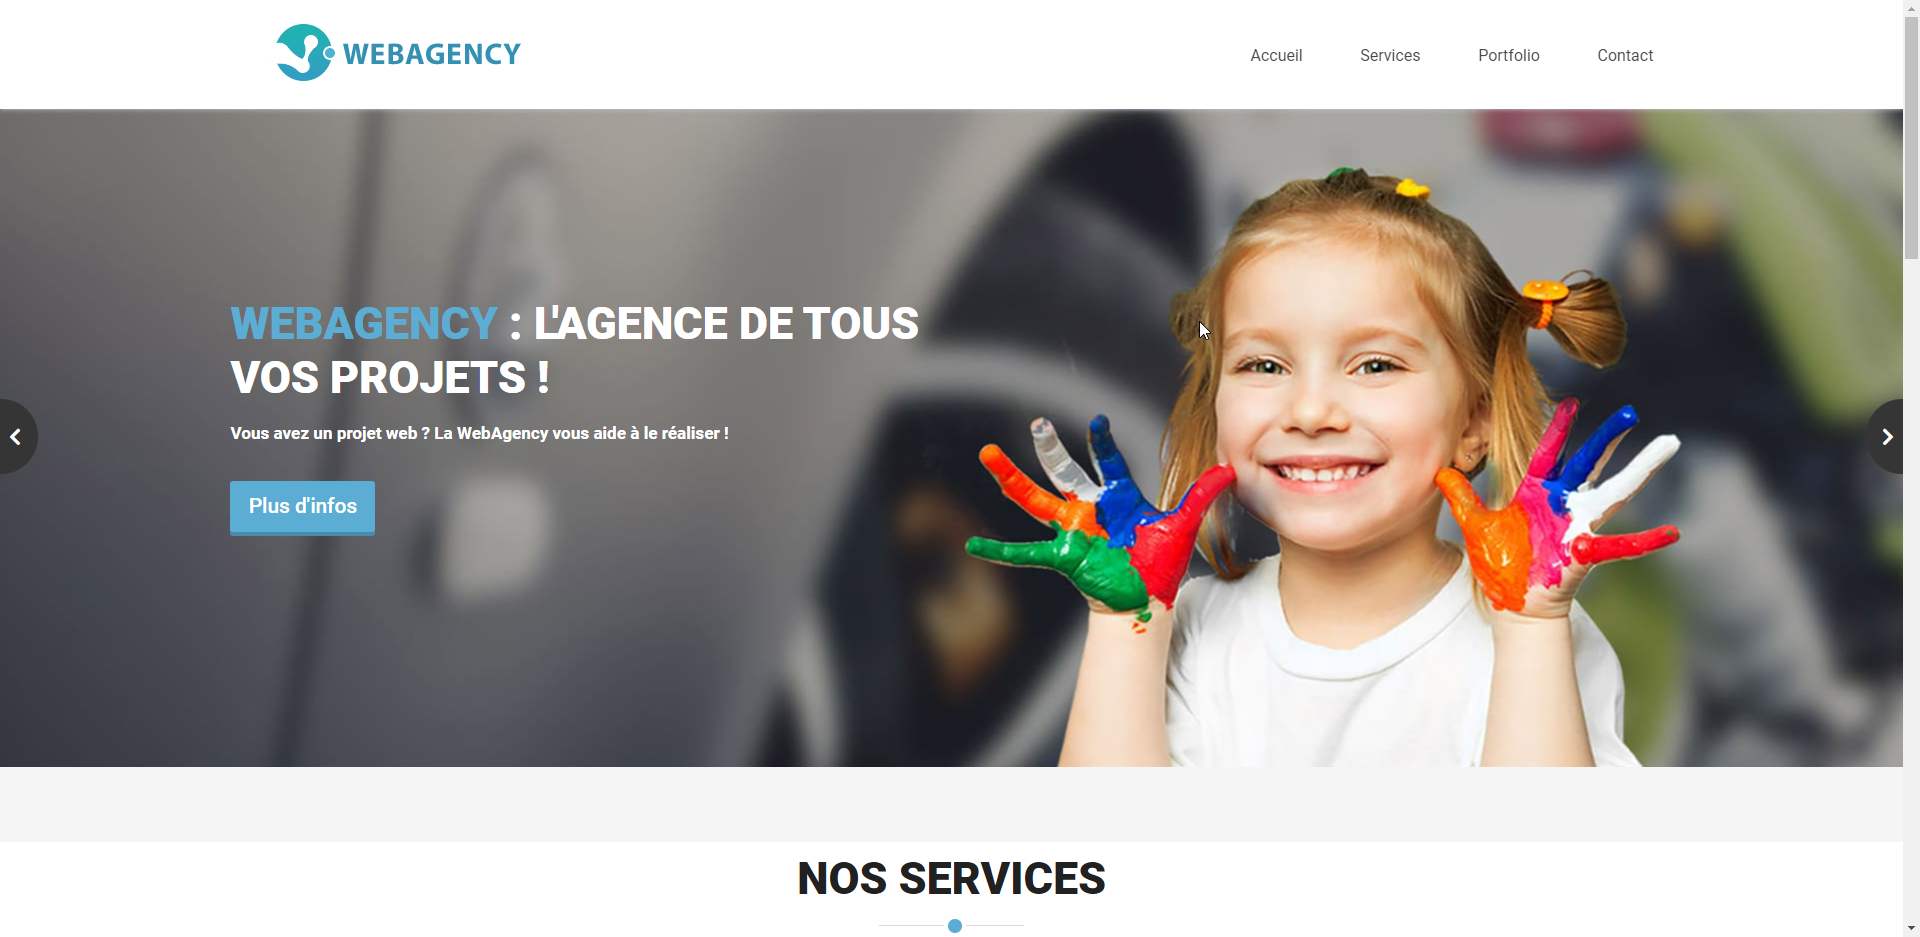 WEBAGENCY
Accueil
Services
Portfolio
Contact
WEBAGENCY : L'AGENCE DE TOUS
VOS PROJETS !
Vous avez un projet web ? La WebAgency vous aide à le réaliser !
Plus d'infos
NOS SERVICES